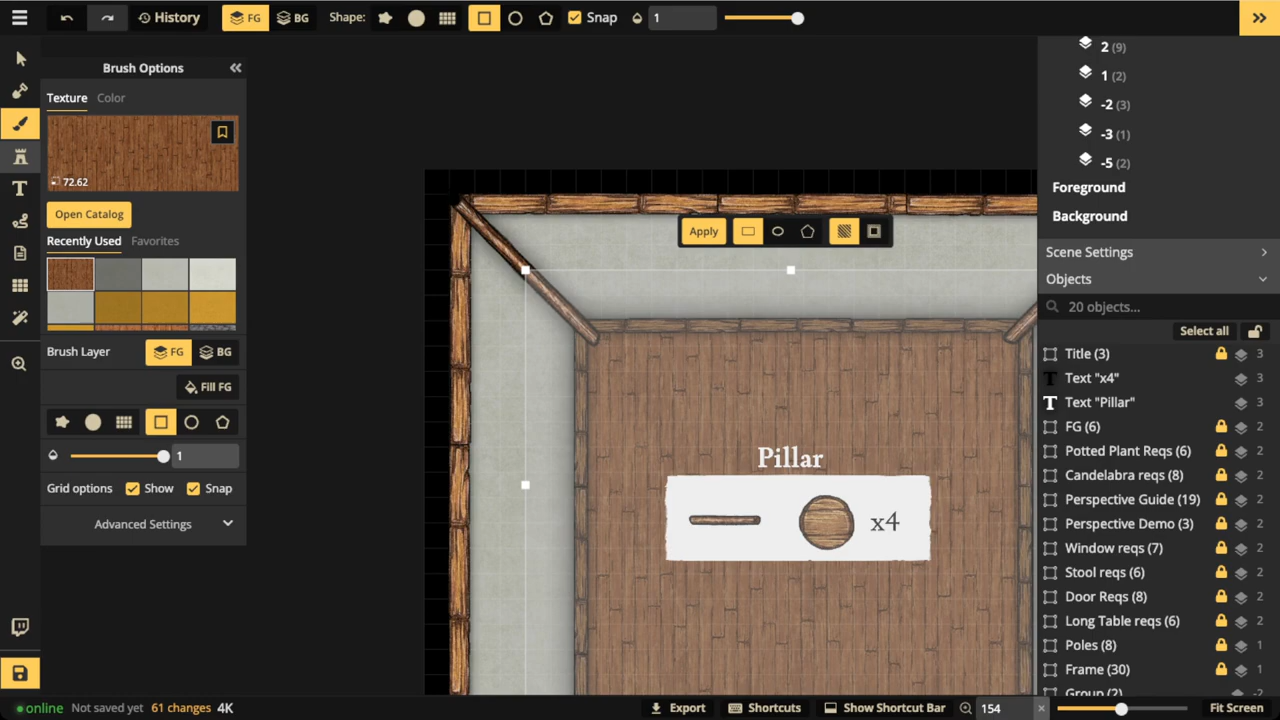 History
FG
BG
Shape:
Snap
1
Brush Options
Texture
Color
72.62
Open Catalog
Recently Used
Favorites
Brush Layer
FG
BG
Fill FG
1
Grid options
Show
Snap
Advanced Settings
Apply
Pillar
x4
2 (9)
1 (2)
-2 (3)
-3 (1)
-5 (2)
Foreground
Background
Scene Settings
Objects
20 objects...
Select all
Title (3) 3
Text "x4" 3
Text "Pillar" 3
FG (6) 2
Potted Plant Reqs (6) 2
Candelabra reqs (8) 2
Perspective Guide (19) 2
Perspective Demo (3) 2
Window reqs (7) 2
Stool reqs (6) 2
Door Reqs (8) 2
Long Table reqs (6) 2
Poles (8) 1
Frame (30) 1
Group (2) -2
online
Not saved yet
61 changes
4K
Export
Shortcuts
Show Shortcut Bar
154
Fit Screen